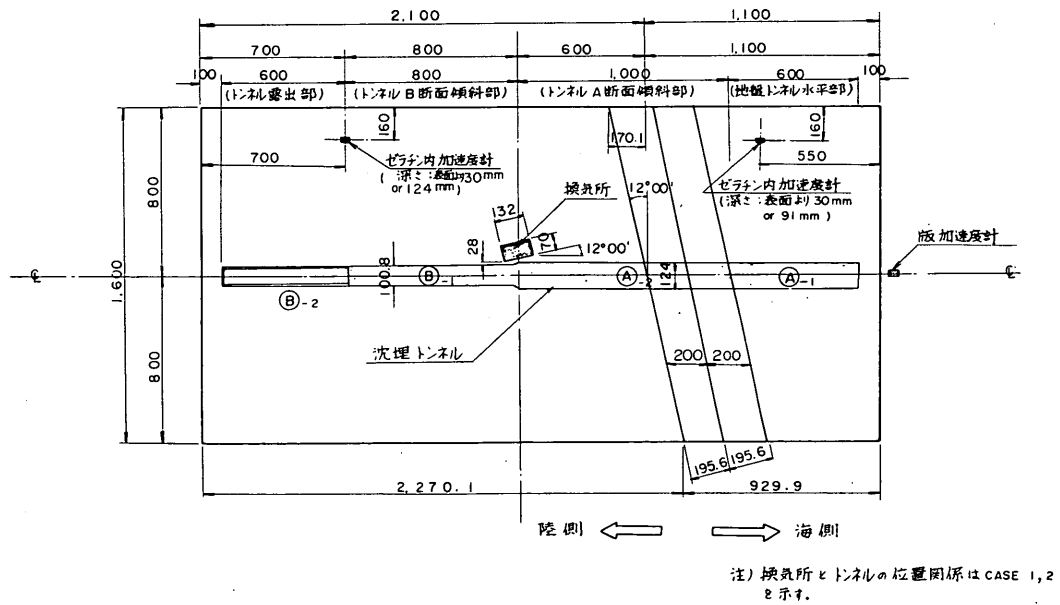 2,100
1,100
700
800
600
1,100
100
600
800
1,000
600
100
(トンネル露出部)
(トンネルB断面傾斜部)
(トンネルA断面傾斜部)
(地盤トンネル水平部)
160
160
170.1
700
550
ゼラチン内加速度計
(深さ:表面より30mm
or 124mm)
12°00′
ゼラチン内加速度計
(深さ:表面より30mm
or 91mm)
換気所
132
70
28
12°00′
版加速度計
800
1,600
800
℄
100.8
Ⓑ-1
Ⓑ-2
Ⓐ-2
124
Ⓐ-1
℄
沈埋トンネル
200
200
195.6
195.6
2,270.1
929.9
陸側
海側
注) 換気所とトンネルの位置関係はCASE 1,2
を示す。